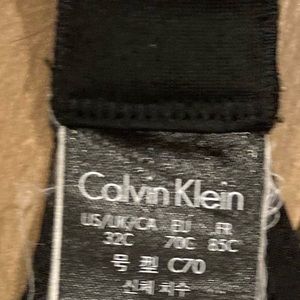 Calvin Klein
US/UK/CA EU FR
32C 70C 85C
C70
신체 치수